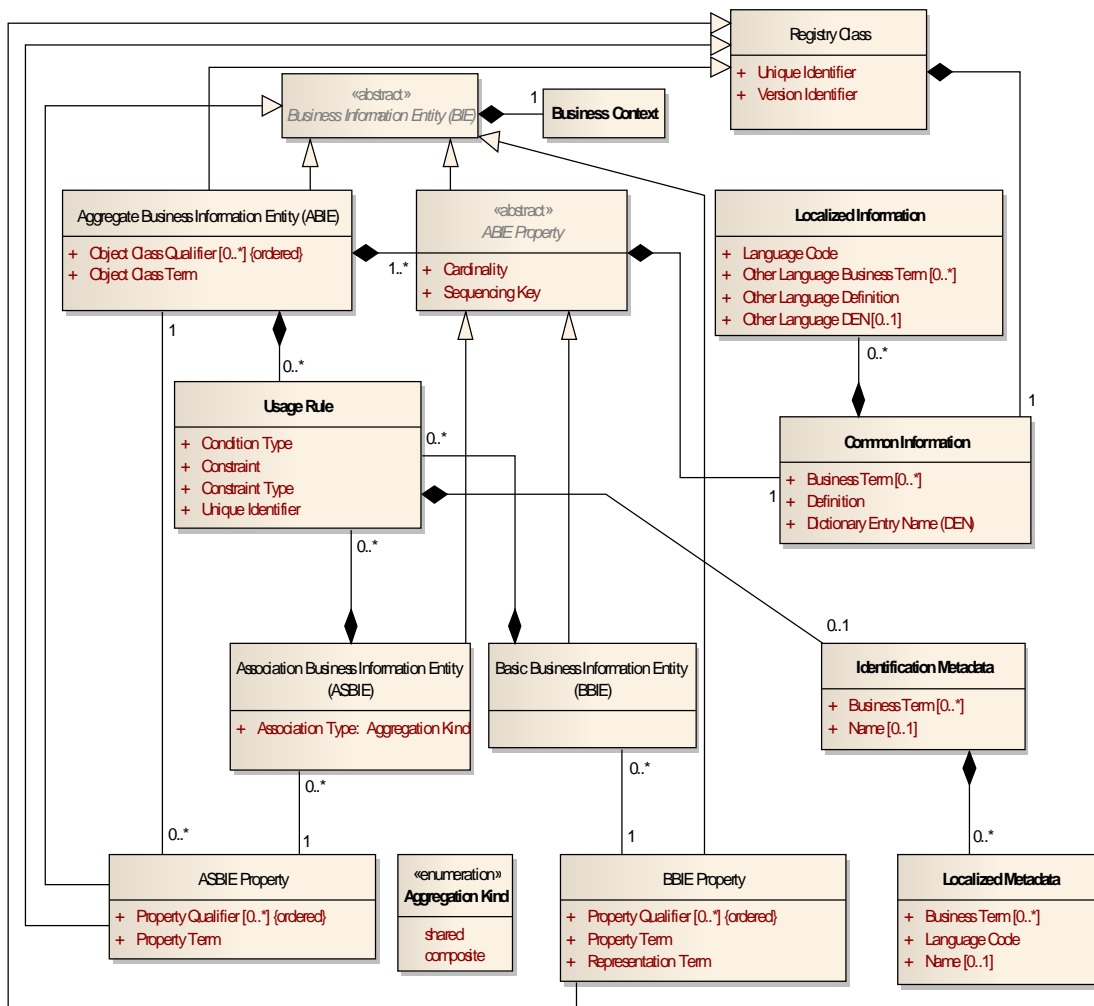 Registry Class
+ Unique Identifier
+ Version Identifier
«abstract»
Business Information Entity (BIE)
1
Business Context
Aggregate Business Information Entity (ABIE)
+ Object Class Qualifier [0..*] {ordered}
+ Object Class Term
1..*
«abstract»
ABIE Property
+ Cardinality
+ Sequencing Key
Localized Information
+ Language Code
+ Other Language Business Term [0..*]
+ Other Language Definition
+ Other Language DEN [0..1]
1
0..*
0..*
1
Usage Rule
+ Condition Type
+ Constraint
+ Constraint Type
+ Unique Identifier
0..*
0..*
Common Information
+ Business Term [0..*]
+ Definition
+ Dictionary Entry Name (DEN)
1
0..1
Association Business Information Entity
(ASBIE)
+ Association Type: Aggregation Kind
Basic Business Information Entity
(BBIE)
Identification Metadata
+ Business Term [0..*]
+ Name [0..1]
0..*
0..*
0..*
1
1
0..*
ASBIE Property
+ Property Qualifier [0..*] {ordered}
+ Property Term
«enumeration»
Aggregation Kind
shared
composite
BBIE Property
+ Property Qualifier [0..*] {ordered}
+ Property Term
+ Representation Term
Localized Metadata
+ Business Term [0..*]
+ Language Code
+ Name [0..1]